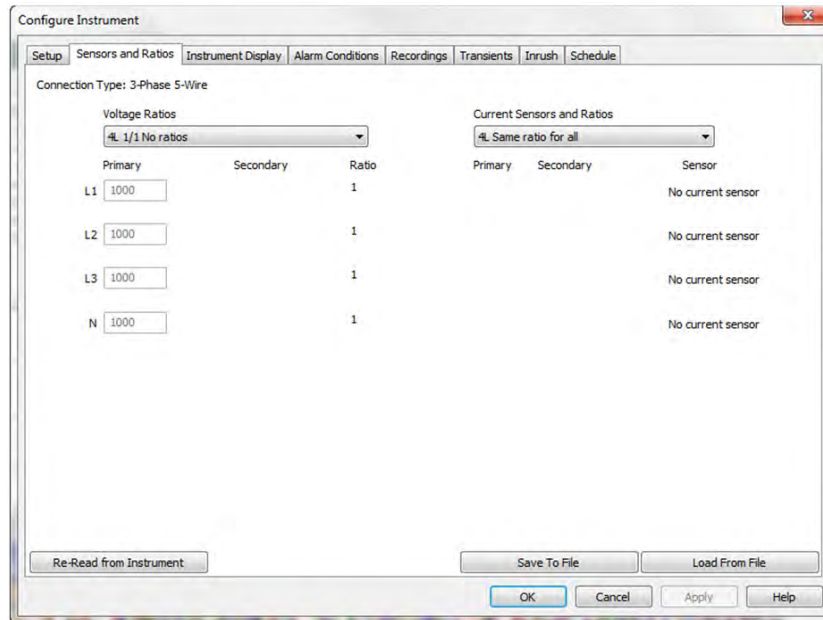 Configure Instrument
Setup Sensors and Ratios Instrument Display Alarm Conditions Recordings Transients Inrush Schedule
Connection Type: 3-Phase 5-Wire
Voltage Ratios Current Sensors and Ratios
4L 1/1 No ratios 4L Same ratio for all
Primary Secondary Ratio Primary Secondary Sensor
L1 1000 1 No current sensor
L2 1000 1 No current sensor
L3 1000 1 No current sensor
N 1000 1 No current sensor
Re-Read from Instrument Save To File Load From File
OK Cancel Apply Help